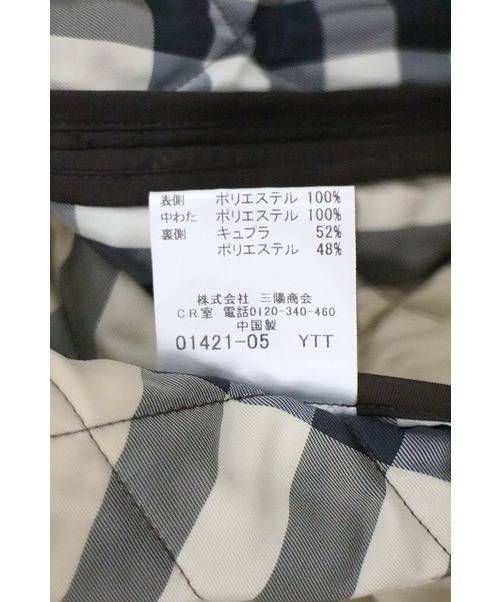 表側 ポリエステル 100%
中わた ポリエステル 100%
裏側 キュプラ 52%
ポリエステル 48%
株式会社 三陽商会
C.R室 電話0120-340-460
中国製
01421-05 YTT